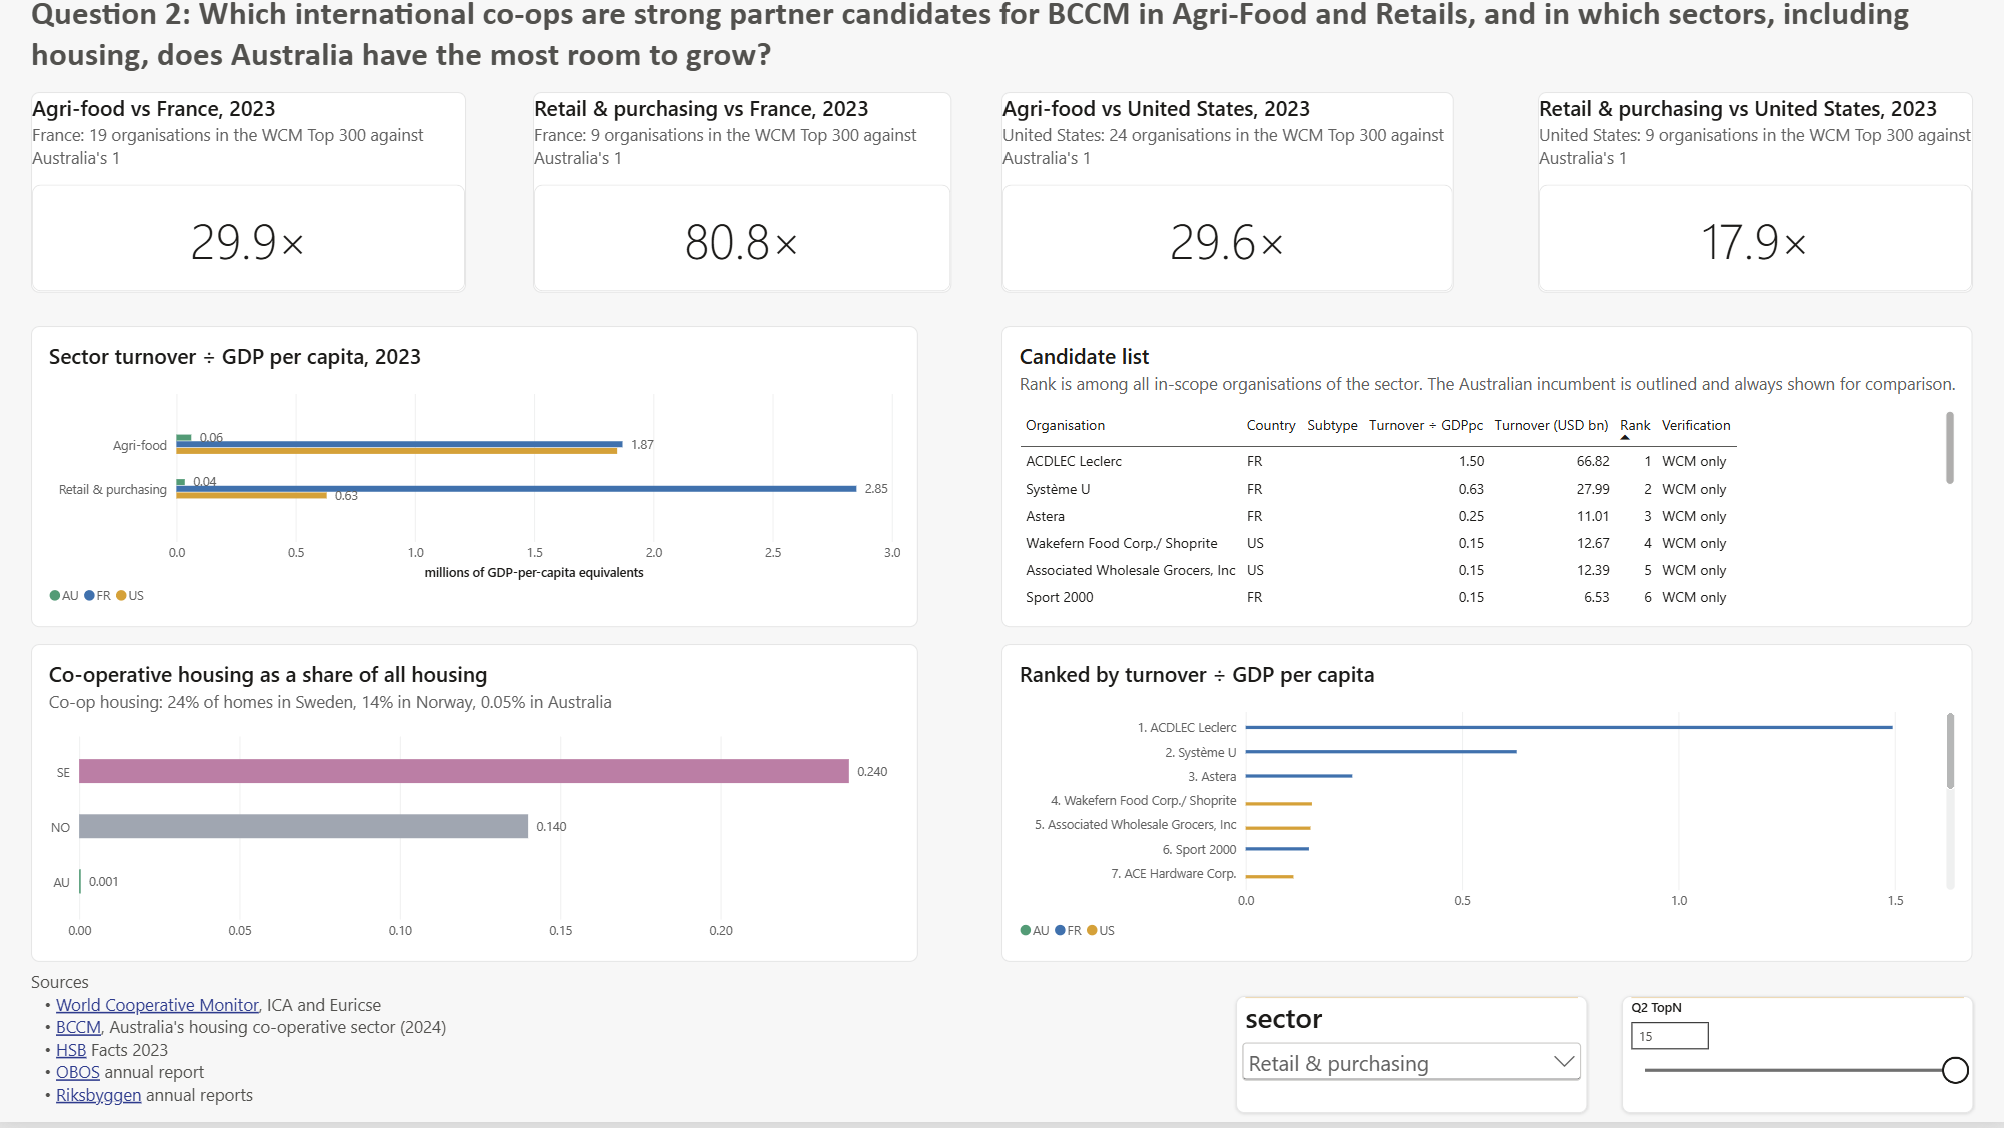 Question 2: Which international co-ops are strong partner candidates for BCCM in Agri-Food and Retails, and in which sectors, including
housing, does Australia have the most room to grow?
Agri-food vs France, 2023
France: 19 organisations in the WCM Top 300 against
Australia's 1
29.9×
Retail & purchasing vs France, 2023
France: 9 organisations in the WCM Top 300 against
Australia's 1
80.8×
Agri-food vs United States, 2023
United States: 24 organisations in the WCM Top 300 against
Australia's 1
29.6×
Retail & purchasing vs United States, 2023
United States: 9 organisations in the WCM Top 300 against
Australia's 1
17.9×
Sector turnover ÷ GDP per capita, 2023
Agri-food 0.06 1.87
Retail & purchasing 0.04 2.85 0.63
0.0 0.5 1.0 1.5 2.0 2.5 3.0
millions of GDP-per-capita equivalents
AU FR US
Candidate list
Rank is among all in-scope organisations of the sector. The Australian incumbent is outlined and always shown for comparison.
Organisation Country Subtype Turnover ÷ GDPpc Turnover (USD bn) Rank Verification
ACDLEC Leclerc FR 1.50 66.82 1 WCM only
Système U FR 0.63 27.99 2 WCM only
Astera FR 0.25 11.01 3 WCM only
Wakefern Food Corp./ Shoprite US 0.15 12.67 4 WCM only
Associated Wholesale Grocers, Inc US 0.15 12.39 5 WCM only
Sport 2000 FR 0.15 6.53 6 WCM only
Co-operative housing as a share of all housing
Co-op housing: 24% of homes in Sweden, 14% in Norway, 0.05% in Australia
SE 0.240
NO 0.140
AU 0.001
0.00 0.05 0.10 0.15 0.20
Ranked by turnover ÷ GDP per capita
1. ACDLEC Leclerc
2. Système U
3. Astera
4. Wakefern Food Corp./ Shoprite
5. Associated Wholesale Grocers, Inc
6. Sport 2000
7. ACE Hardware Corp.
0.0 0.5 1.0 1.5
AU FR US
Sources
• World Cooperative Monitor, ICA and Euricse
• BCCM, Australia's housing co-operative sector (2024)
• HSB Facts 2023
• OBOS annual report
• Riksbyggen annual reports
sector
Retail & purchasing
Q2 TopN
15